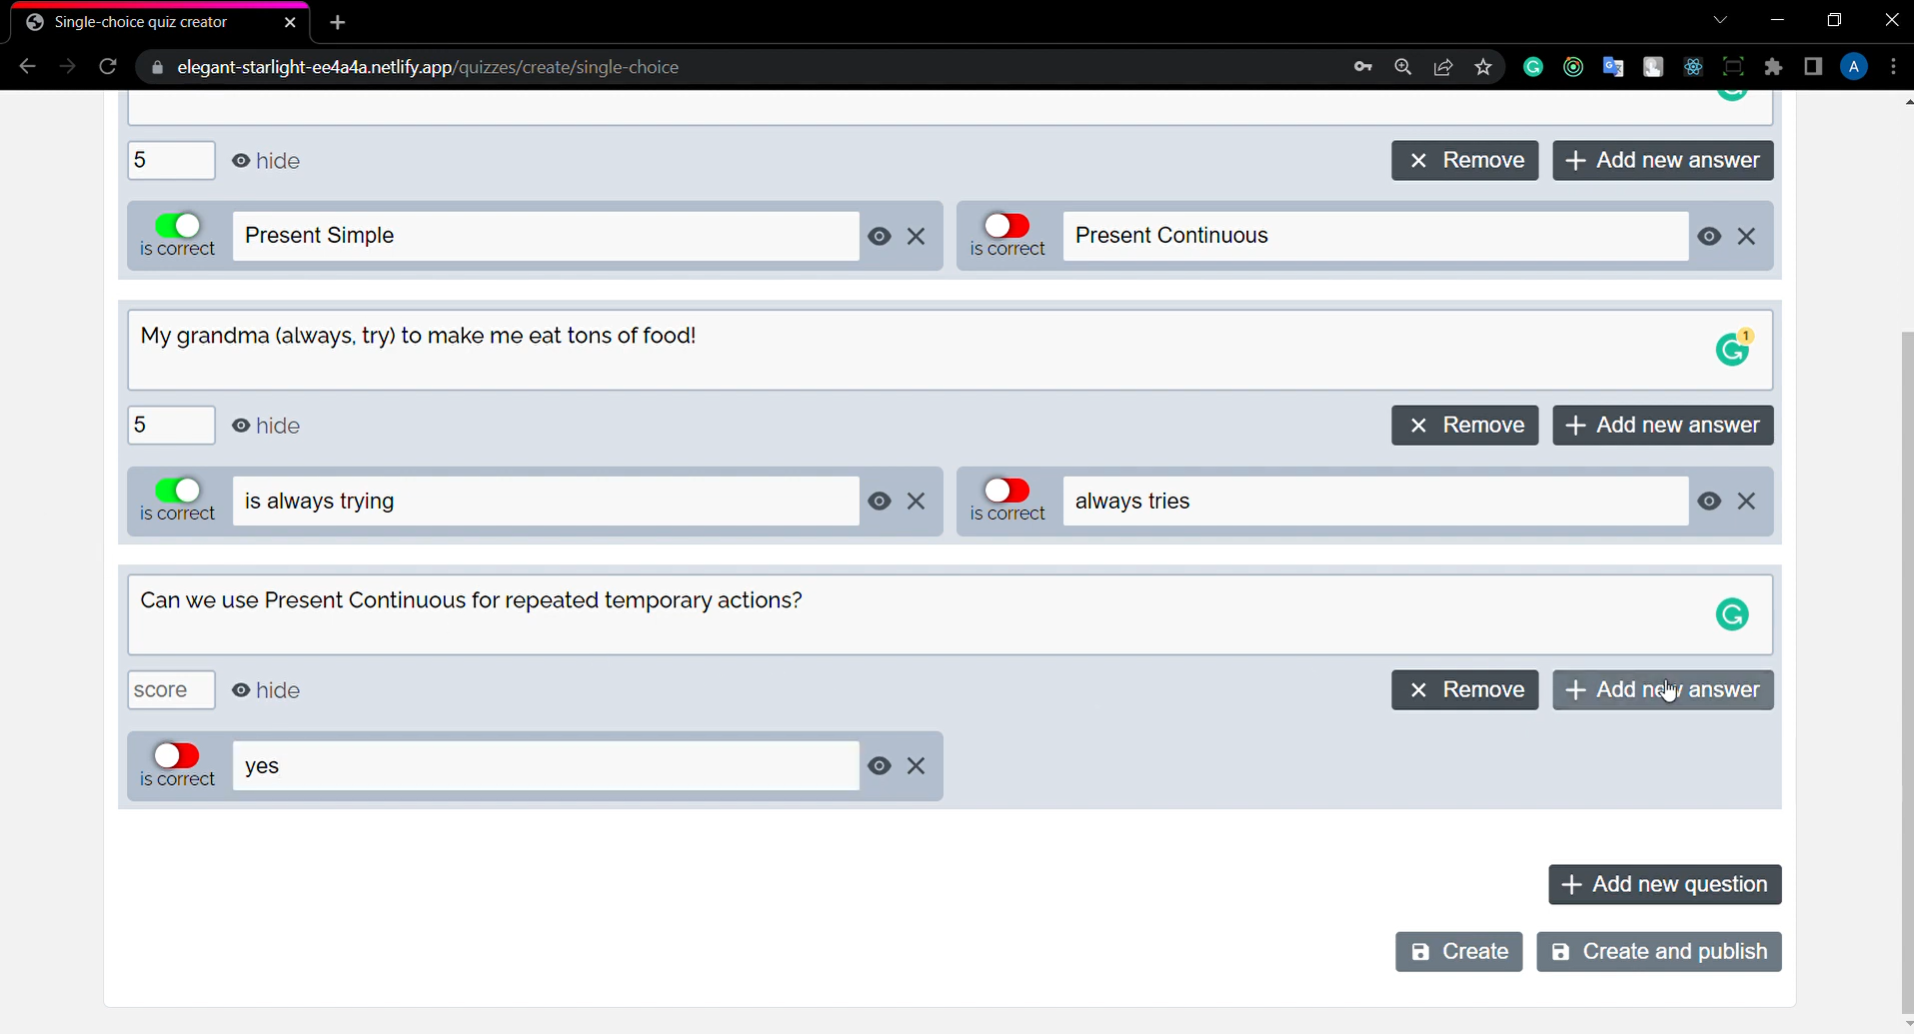 Single-choice quiz creator
elegant-starlight-ee4a4a.netlify.app/quizzes/create/single-choice
A
5
hide
Remove
Add new answer
is correct
Present Simple
is correct
Present Continuous
My grandma (always, try) to make me eat tons of food!
1
5
hide
Remove
Add new answer
is correct
is always trying
is correct
always tries
Can we use Present Continuous for repeated temporary actions?
score
hide
Remove
Add new answer
is correct
yes
Add new question
Create
Create and publish